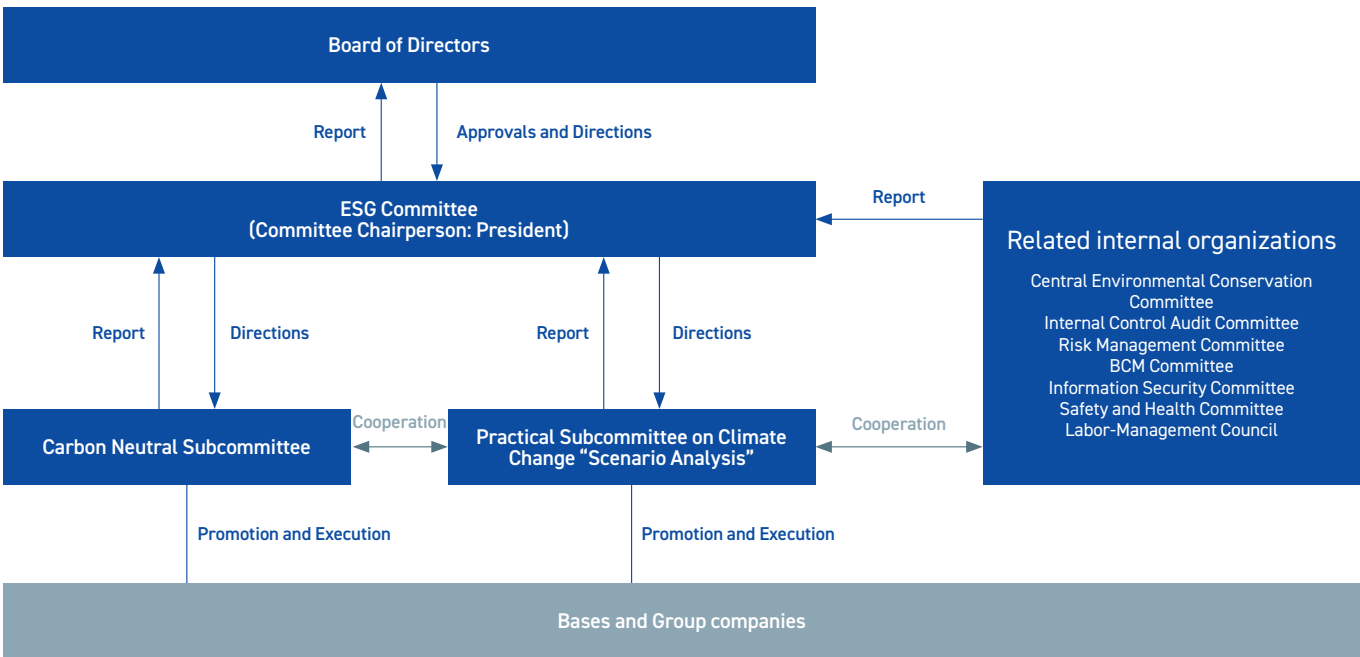 Board of Directors
Report
Approvals and Directions
ESG Committee
(Committee Chairperson: President)
Report
Related internal organizations
Central Environmental Conservation
Committee
Internal Control Audit Committee
Risk Management Committee
BCM Committee
Information Security Committee
Safety and Health Committee
Labor-Management Council
Report
Directions
Report
Directions
Carbon Neutral Subcommittee
Cooperation
Practical Subcommittee on Climate
Change “Scenario Analysis”
Cooperation
Promotion and Execution
Promotion and Execution
Bases and Group companies